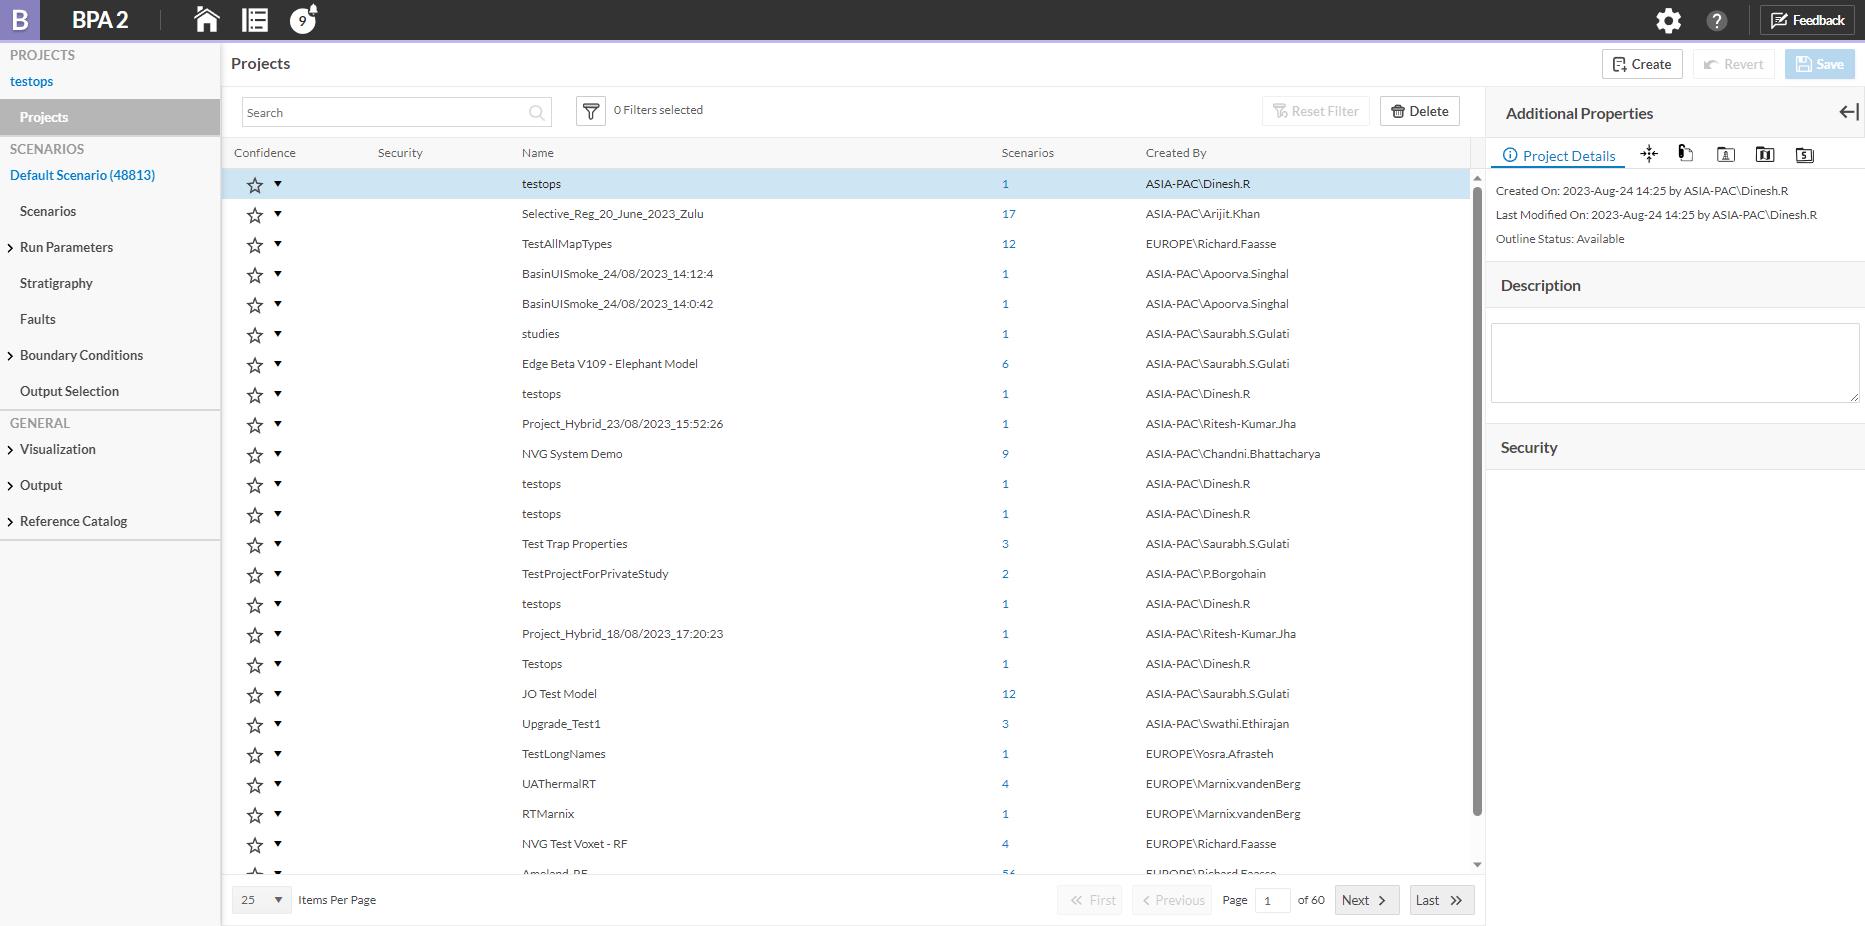 B BPA 2 9 Feedback
PROJECTS
testops
Projects
SCENARIOS
Default Scenario (48813)
Scenarios
Run Parameters
Stratigraphy
Faults
Boundary Conditions
Output Selection
GENERAL
Visualization
Output
Reference Catalog
Projects Create Revert Save
Search 0 Filters selected Reset Filter Delete
Confidence Security Name Scenarios Created By
testops 1 ASIA-PAC\Dinesh.R
Selective_Reg_20_June_2023_Zulu 17 ASIA-PAC\Arijit.Khan
TestAllMapTypes 12 EUROPE\Richard.Faasse
BasinUISmoke_24/08/2023_14:12:4 1 ASIA-PAC\Apoorva.Singhal
BasinUISmoke_24/08/2023_14:0:42 1 ASIA-PAC\Apoorva.Singhal
studies 1 ASIA-PAC\Saurabh.S.Gulati
Edge Beta V109 - Elephant Model 6 ASIA-PAC\Saurabh.S.Gulati
testops 1 ASIA-PAC\Dinesh.R
Project_Hybrid_23/08/2023_15:52:26 1 ASIA-PAC\Ritesh-Kumar.Jha
NVG System Demo 9 ASIA-PAC\Chandni.Bhattacharya
testops 1 ASIA-PAC\Dinesh.R
testops 1 ASIA-PAC\Dinesh.R
Test Trap Properties 3 ASIA-PAC\Saurabh.S.Gulati
TestProjectForPrivateStudy 2 ASIA-PAC\P.Borgohain
testops 1 ASIA-PAC\Dinesh.R
Project_Hybrid_18/08/2023_17:20:23 1 ASIA-PAC\Ritesh-Kumar.Jha
Testops 1 ASIA-PAC\Dinesh.R
JO Test Model 12 ASIA-PAC\Saurabh.S.Gulati
Upgrade_Test1 3 ASIA-PAC\Swathi.Ethirajan
TestLongNames 1 EUROPE\Yosra.Afrasteh
UAThermalRT 4 EUROPE\Marnix.vandenBerg
RTMarnix 1 EUROPE\Marnix.vandenBerg
NVG Test Voxet - RF 4 EUROPE\Richard.Faasse
Ameland_RF 56 EUROPE\Richard.Faasse
25 Items Per Page First Previous Page 1 of 60 Next Last
Additional Properties
Project Details
Created On: 2023-Aug-24 14:25 by ASIA-PAC\Dinesh.R
Last Modified On: 2023-Aug-24 14:25 by ASIA-PAC\Dinesh.R
Outline Status: Available
Description
Security